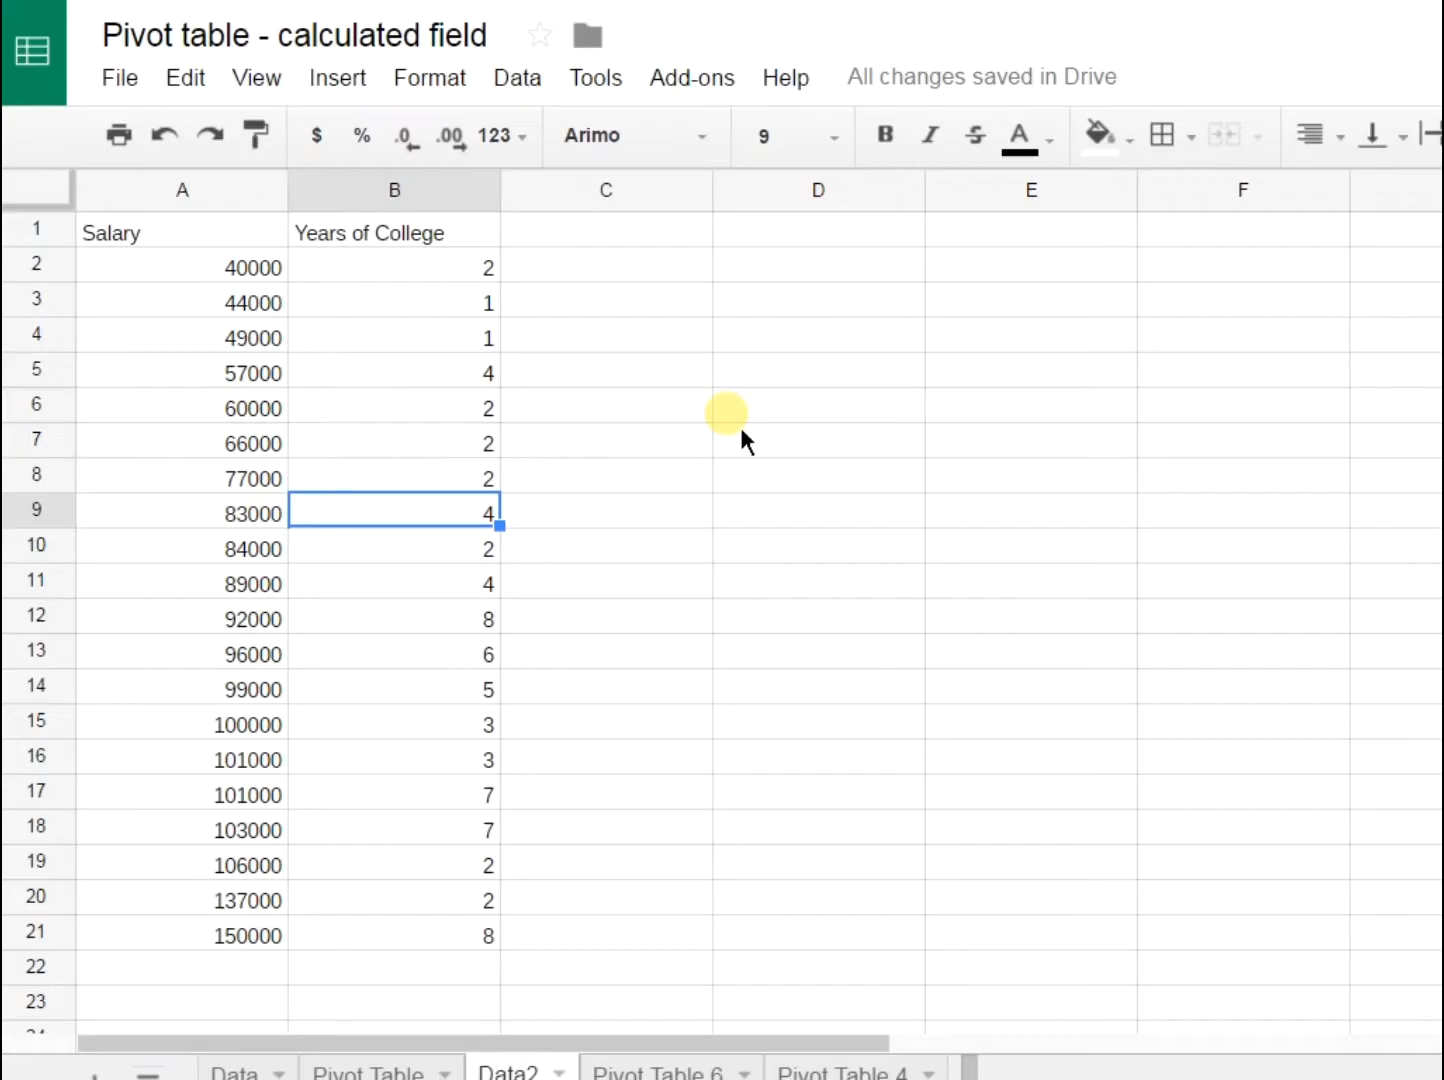 Pivot table - calculated field
File Edit View Insert Format Data Tools Add-ons Help All changes saved in Drive
$ % .0 .00 123 Arimo 9 B I S A
A B C D E F
1 Salary Years of College
2 40000 2
3 44000 1
4 49000 1
5 57000 4
6 60000 2
7 66000 2
8 77000 2
9 83000 4
10 84000 2
11 89000 4
12 92000 8
13 96000 6
14 99000 5
15 100000 3
16 101000 3
17 101000 7
18 103000 7
19 106000 2
20 137000 2
21 150000 8
22
23
24
Data Pivot Table Data2 Pivot Table 6 Pivot Table 4